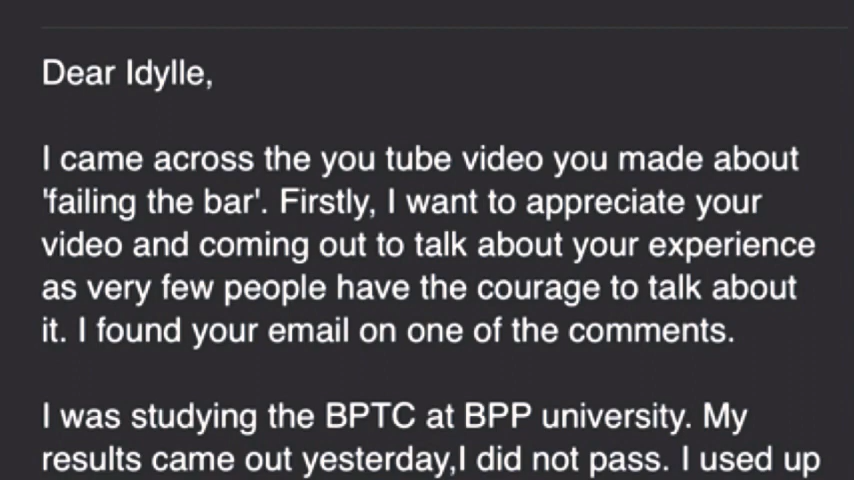 Dear Idylle,
I came across the you tube video you made about
'failing the bar'. Firstly, I want to appreciate your
video and coming out to talk about your experience
as very few people have the courage to talk about
it. I found your email on one of the comments.
I was studying the BPTC at BPP university. My
results came out yesterday,I did not pass. I used up